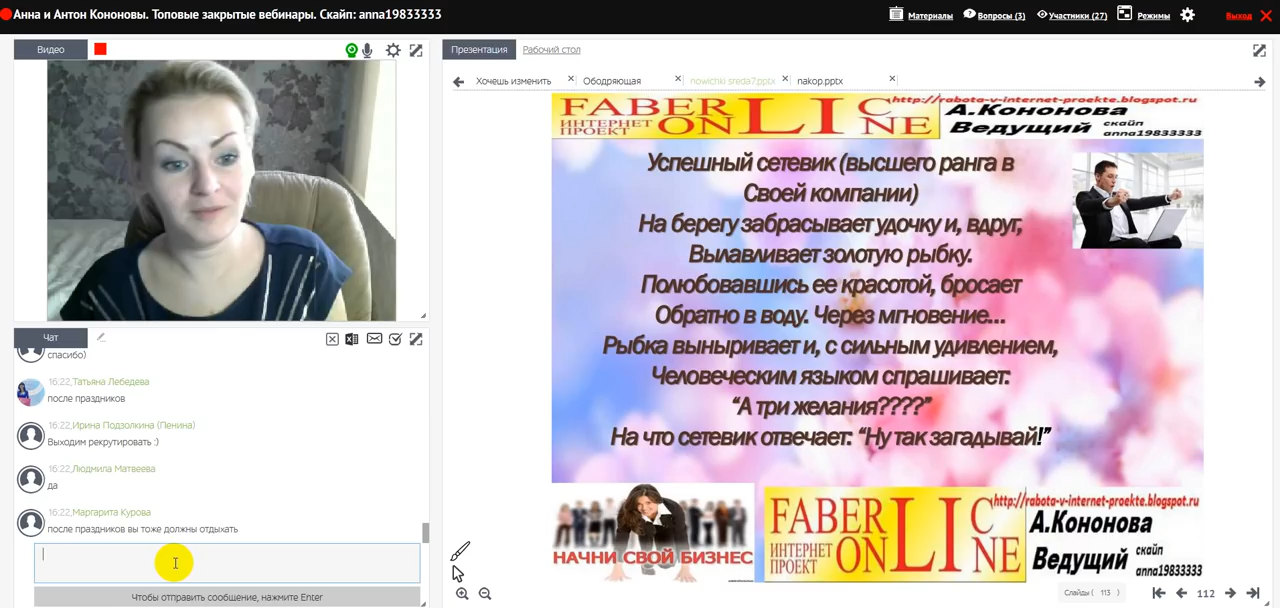 Анна и Антон Кононовы. Топовые закрытые вебинары. Скайп: anna19833333
Материалы
Вопросы (3)
Участники (27)
Режимы
Выход
Видео
Чат
спасибо)
16:22,Татьяна Лебедева
после праздников
16:22,Ирина Подзолкина (Пенина)
Выходим рекрутировать :)
16:22,Людмила Матвеева
да
16:22,Маргарита Курова
после праздников вы тоже должны отдыхать
Чтобы отправить сообщение, нажмите Enter
Презентация
Рабочий стол
Хочешь изменить
Ободряющая
nowichki sreda7.pptx
nakop.pptx
FABERLIC
ИНТЕРНЕТ
ПРОЕКТ
ONLINE
http://rabota-v-internet-proekte.blogspot.ru
А.Кононова
Ведущий
скайп
anna19833333
Успешный сетевик (высшего ранга в
Своей компании)
На берегу забрасывает удочку и, вдруг,
Вылавливает золотую рыбку.
Полюбовавшись ее красотой, бросает
Обратно в воду. Через мгновение...
Рыбка выныривает и, с сильным удивлением,
Человеческим языком спрашивает:
“А три желания????”
На что сетевик отвечает: “Ну так загадывай!”
НАЧНИ СВОЙ БИЗНЕС
FABERLIC
ИНТЕРНЕТ
ПРОЕКТ
ONLINE
http://rabota-v-internet-proekte.blogspot.ru
А.Кононова
Ведущий
скайп
anna19833333
Слайды ( 113 )
112